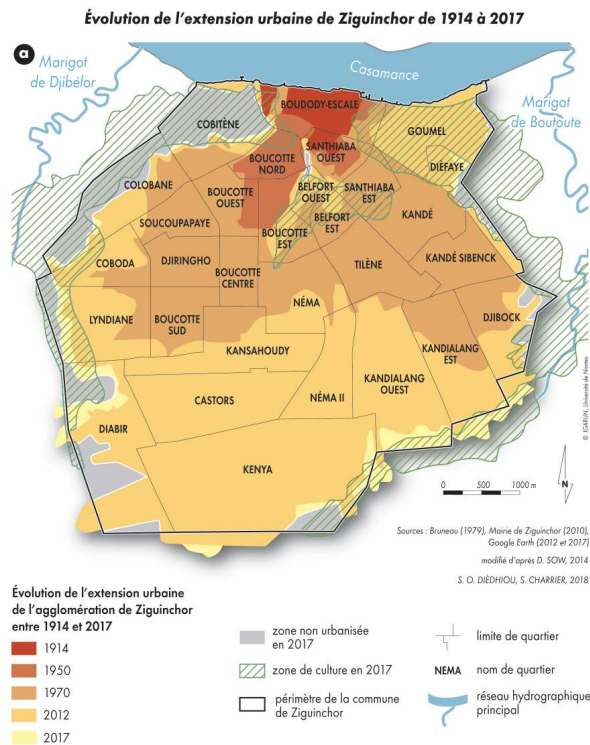 Évolution de l'extension urbaine de Ziguinchor de 1914 à 2017
a
Marigot
de Djibélor
Casamance
Marigot
de Boutoute
COBITÈNE
BOUDODY-ESCALE
GOUMEL
SANTHIABA
OUEST
BOUCOTTE
NORD
DIÈFAYE
COLOBANE
BOUCOTTE
OUEST
BELFORT
OUEST
SANTHIABA
EST
SOUCOUPAPAYE
BELFORT
EST
KANDÉ
BOUCOTTE
EST
COBODA
DJIRINGHO
BOUCOTTE
CENTRE
TILÈNE
KANDÉ SIBENCK
NÉMA
LYNDIANE
BOUCOTTE
SUD
DJIBOCK
KANSAHOUDY
KANDIALANG
EST
CASTORS
NÉMA II
KANDIALANG
OUEST
DIABIR
KENYA
© IGARUN, Université de Nantes
0 500 1000 m
N
Sources : Bruneau (1979), Mairie de Ziguinchor (2010),
Google Earth (2012 et 2017)
modifié d'après D. SOW, 2014
S. O. DIÈDHIOU, S. CHARRIER, 2018
Évolution de l'extension urbaine
de l'agglomération de Ziguinchor
entre 1914 et 2017
1914
1950
1970
2012
2017
zone non urbanisée
en 2017
zone de culture en 2017
périmètre de la commune
de Ziguinchor
limite de quartier
NEMA nom de quartier
réseau hydrographique
principal